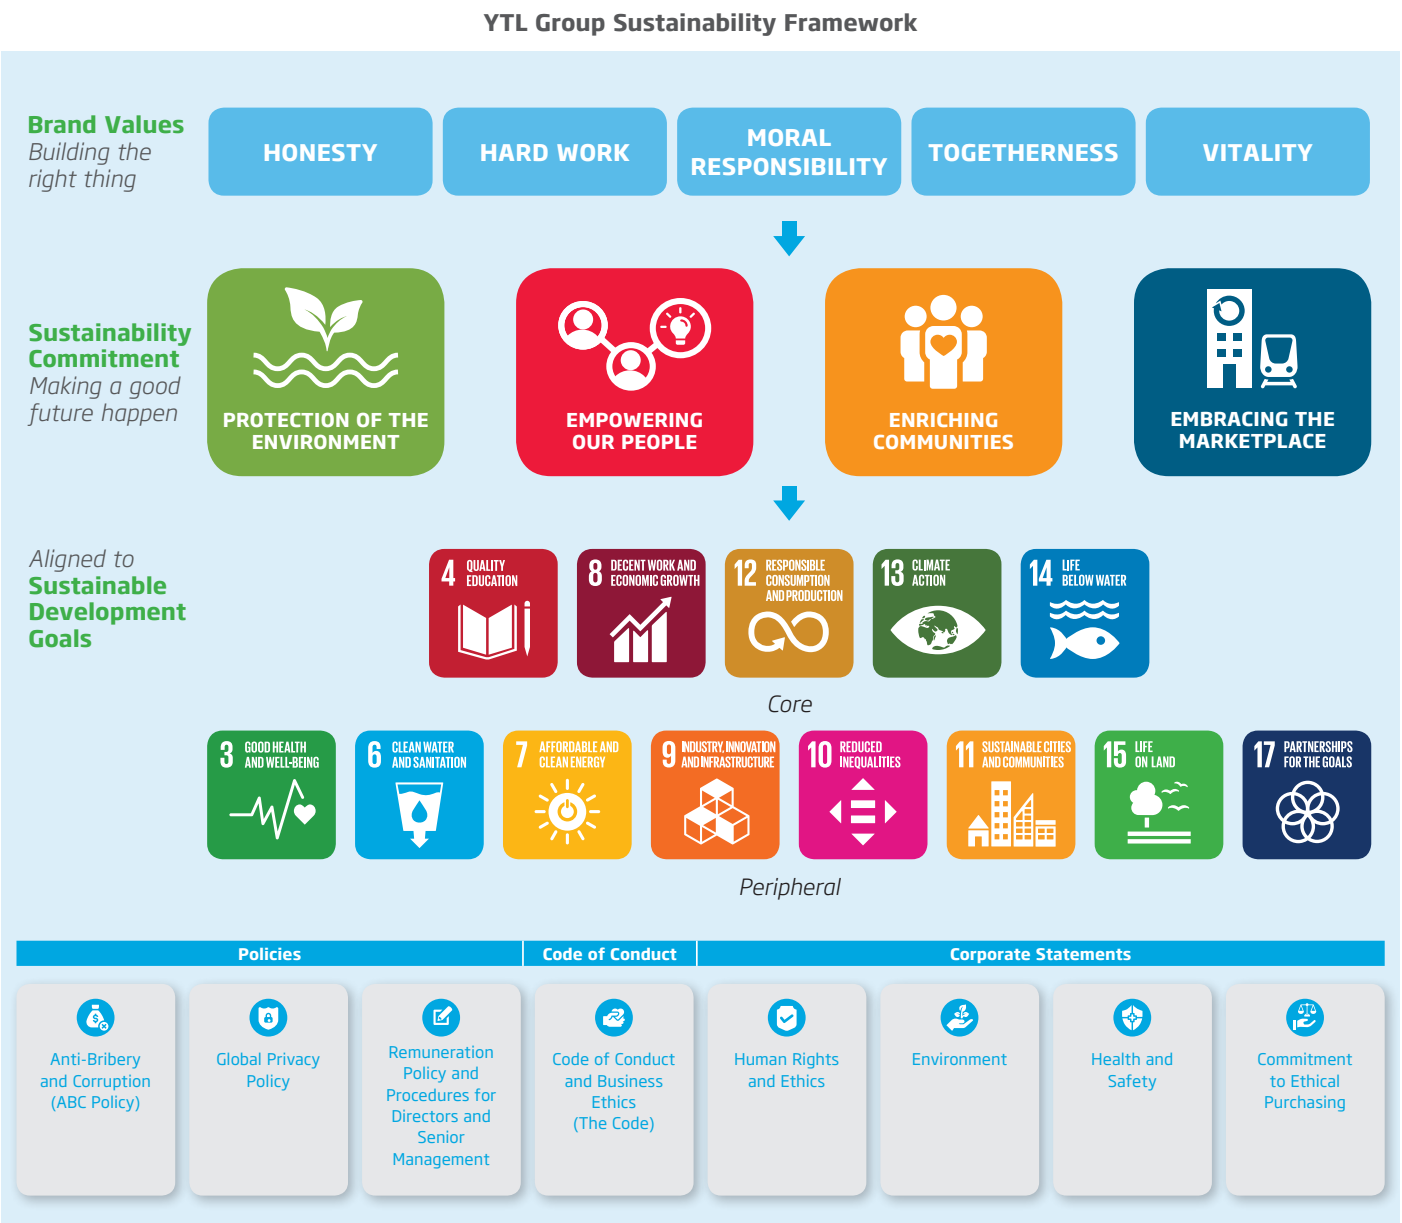 YTL Group Sustainability Framework
Brand Values
Building the
right thing
HONESTY
HARD WORK
MORAL
RESPONSIBILITY
TOGETHERNESS
VITALITY
Sustainability
Commitment
Making a good
future happen
PROTECTION OF THE
ENVIRONMENT
EMPOWERING
OUR PEOPLE
ENRICHING
COMMUNITIES
EMBRACING THE
MARKETPLACE
Aligned to
Sustainable
Development
Goals
4 QUALITY
EDUCATION
8 DECENT WORK AND
ECONOMIC GROWTH
12 RESPONSIBLE
CONSUMPTION
AND PRODUCTION
13 CLIMATE
ACTION
14 LIFE
BELOW WATER
Core
3 GOOD HEALTH
AND WELL-BEING
6 CLEAN WATER
AND SANITATION
7 AFFORDABLE AND
CLEAN ENERGY
9 INDUSTRY, INNOVATION
AND INFRASTRUCTURE
10 REDUCED
INEQUALITIES
11 SUSTAINABLE CITIES
AND COMMUNITIES
15 LIFE
ON LAND
17 PARTNERSHIPS
FOR THE GOALS
Peripheral
Policies
Code of Conduct
Corporate Statements
Anti-Bribery
and Corruption
(ABC Policy)
Global Privacy
Policy
Remuneration
Policy and
Procedures for
Directors and
Senior
Management
Code of Conduct
and Business
Ethics
(The Code)
Human Rights
and Ethics
Environment
Health and
Safety
Commitment
to Ethical
Purchasing